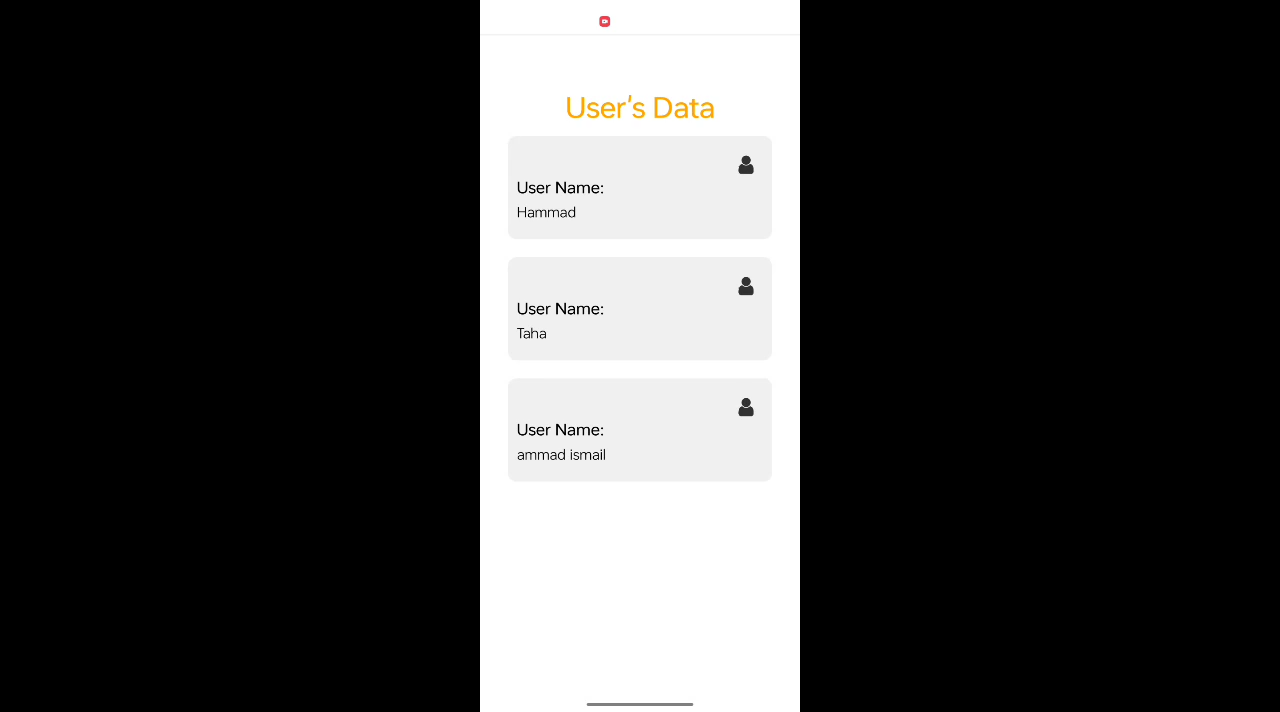 User's Data
User Name:
Hammad
User Name:
Taha
User Name:
ammad ismail